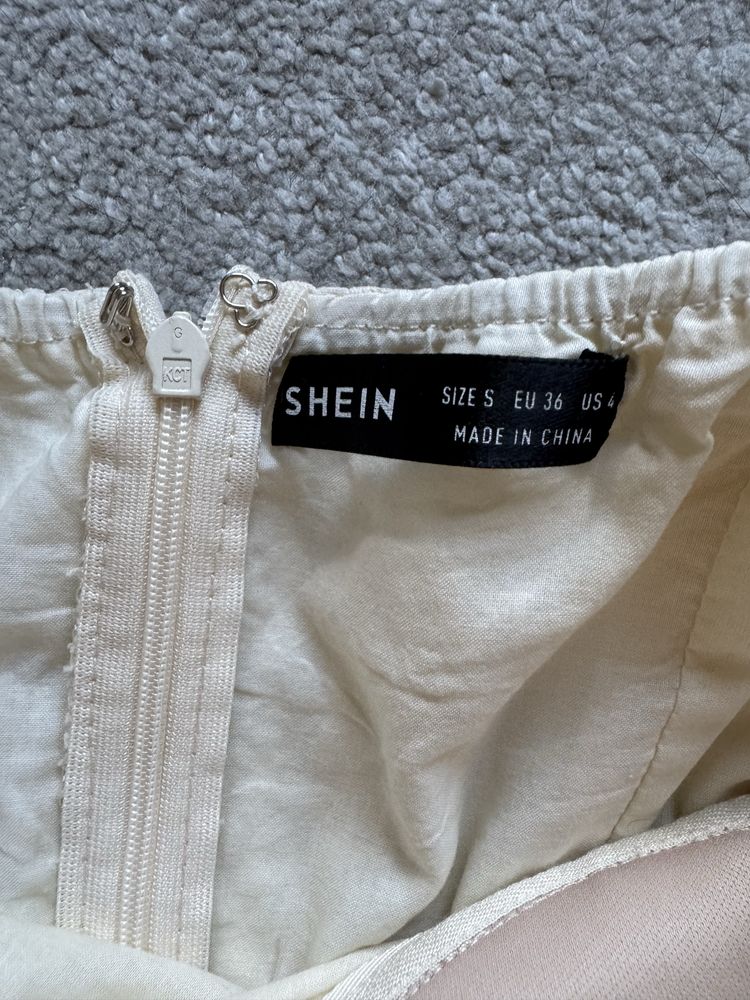 G
KCT
SHEIN
SIZE S EU 36 US 4
MADE IN CHINA